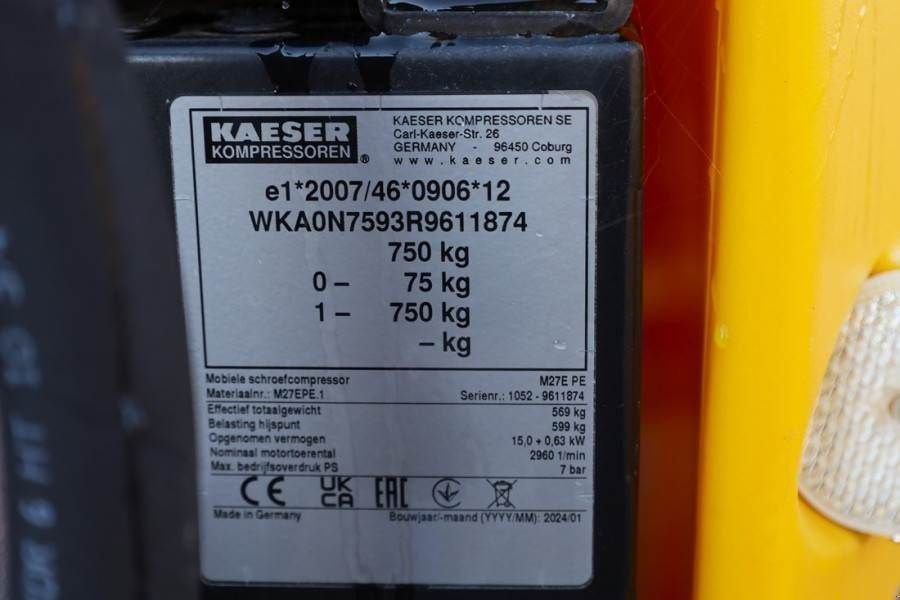 KAESER
KOMPRESSOREN ®
KAESER KOMPRESSOREN SE
Carl-Kaeser-Str. 26
GERMANY - 96450 Coburg
www.kaeser.com
e1*2007/46*0906*12
WKA0N7593R9611874
750 kg
0 – 75 kg
1 – 750 kg
– kg
Mobiele schroefcompressor M27E PE
Materiaalnr.: M27EPE.1 Serienr.: 1052 - 9611874
Effectief totaalgewicht 569 kg
Belasting hijspunt 599 kg
Opgenomen vermogen 15,0 + 0,63 kW
Nominaal motortoerental 2960 1/min
Max. bedrijfsoverdruk PS 7 bar
CE UK CA EAC
Made in Germany Bouwjaar/-maand (YYYY/MM): 2024/01